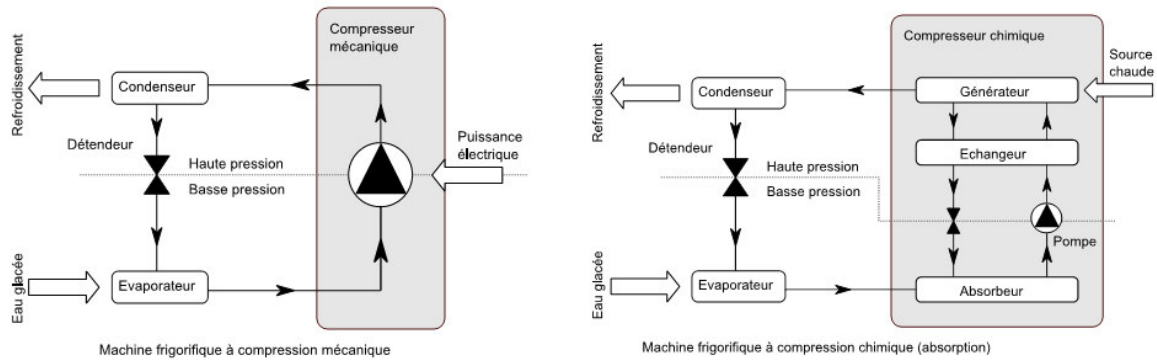 Compresseur
mécanique
Refroidissement
Condenseur
Détendeur
Haute pression
Basse pression
Puissance
électrique
Eau glacée
Evaporateur
Machine frigorifique à compression mécanique
Compresseur chimique
Source
chaude
Refroidissement
Condenseur
Générateur
Détendeur
Echangeur
Haute pression
Basse pression
Pompe
Eau glacée
Evaporateur
Absorbeur
Machine frigorifique à compression chimique (absorption)